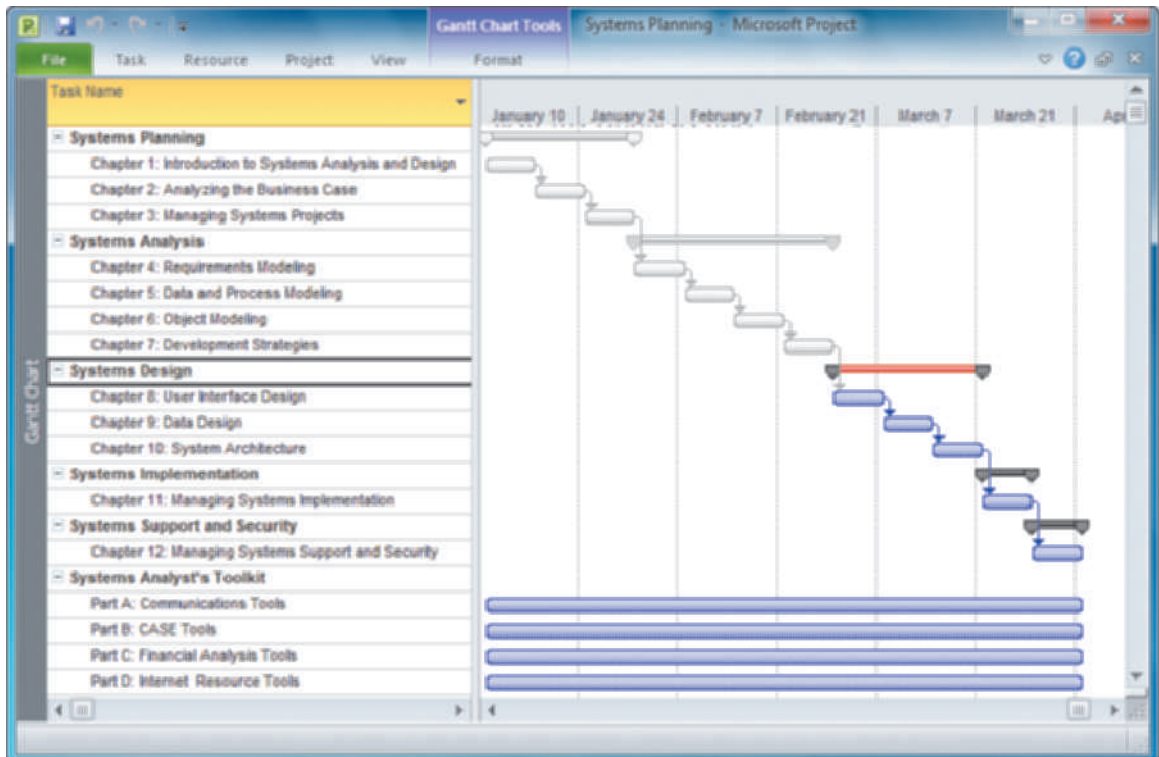 Gantt Chart Tools
Systems Planning - Microsoft Project
File Task Resource Project View Format
Task Name
January 10 January 24 February 7 February 21 March 7 March 21
Systems Planning
Chapter 1: Introduction to Systems Analysis and Design
Chapter 2: Analyzing the Business Case
Chapter 3: Managing Systems Projects
Systems Analysis
Chapter 4: Requirements Modeling
Chapter 5: Data and Process Modeling
Chapter 6: Object Modeling
Chapter 7: Development Strategies
Systems Design
Chapter 8: User Interface Design
Chapter 9: Data Design
Chapter 10: System Architecture
Systems Implementation
Chapter 11: Managing Systems Implementation
Systems Support and Security
Chapter 12: Managing Systems Support and Security
Systems Analyst's Toolkit
Part A: Communications Tools
Part B: CASE Tools
Part C: Financial Analysis Tools
Part D: Internet Resource Tools
Gantt Chart